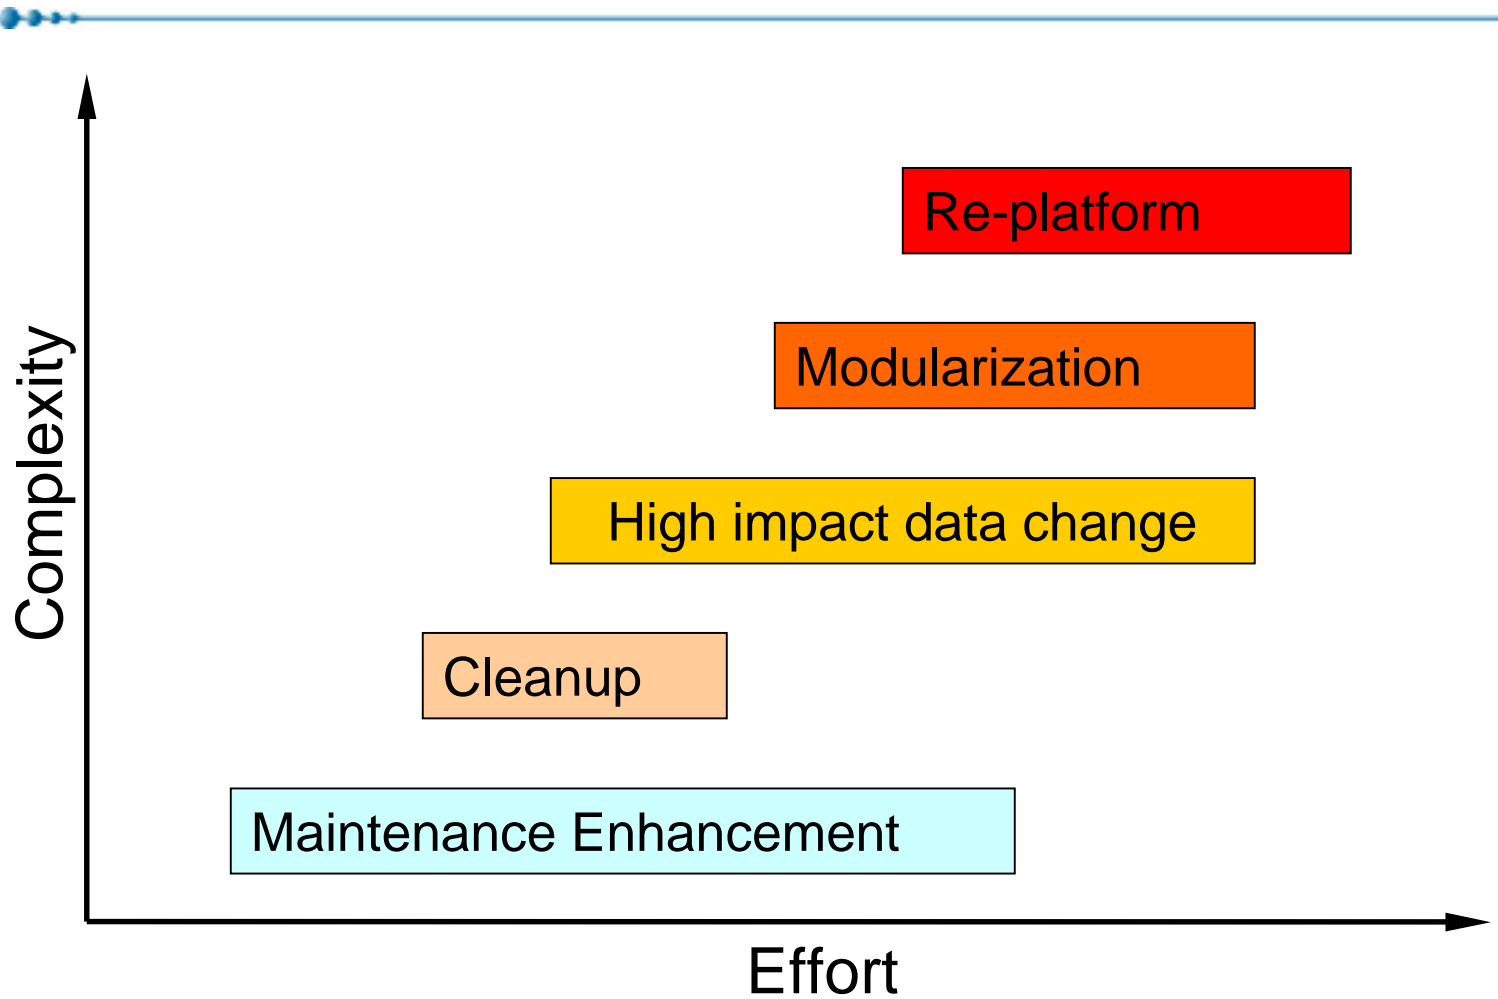 Re-platform
Modularization
Complexity
High impact data change
Cleanup
Maintenance Enhancement
Effort